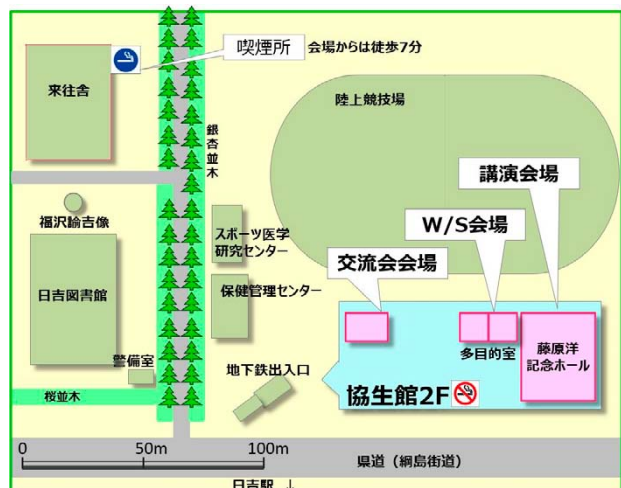 喫煙所 会場からは徒歩7分
来往舎
陸上競技場
銀杏並木
講演会場
福沢諭吉像
スポーツ医学
研究センター
W/S会場
交流会会場
日吉図書館
保健管理センター
多目的室
藤原洋
記念ホール
警備室
地下鉄出入口
協生館2F
桜並木
0 50m 100m
県道（綱島街道）
日吉駅 ↓